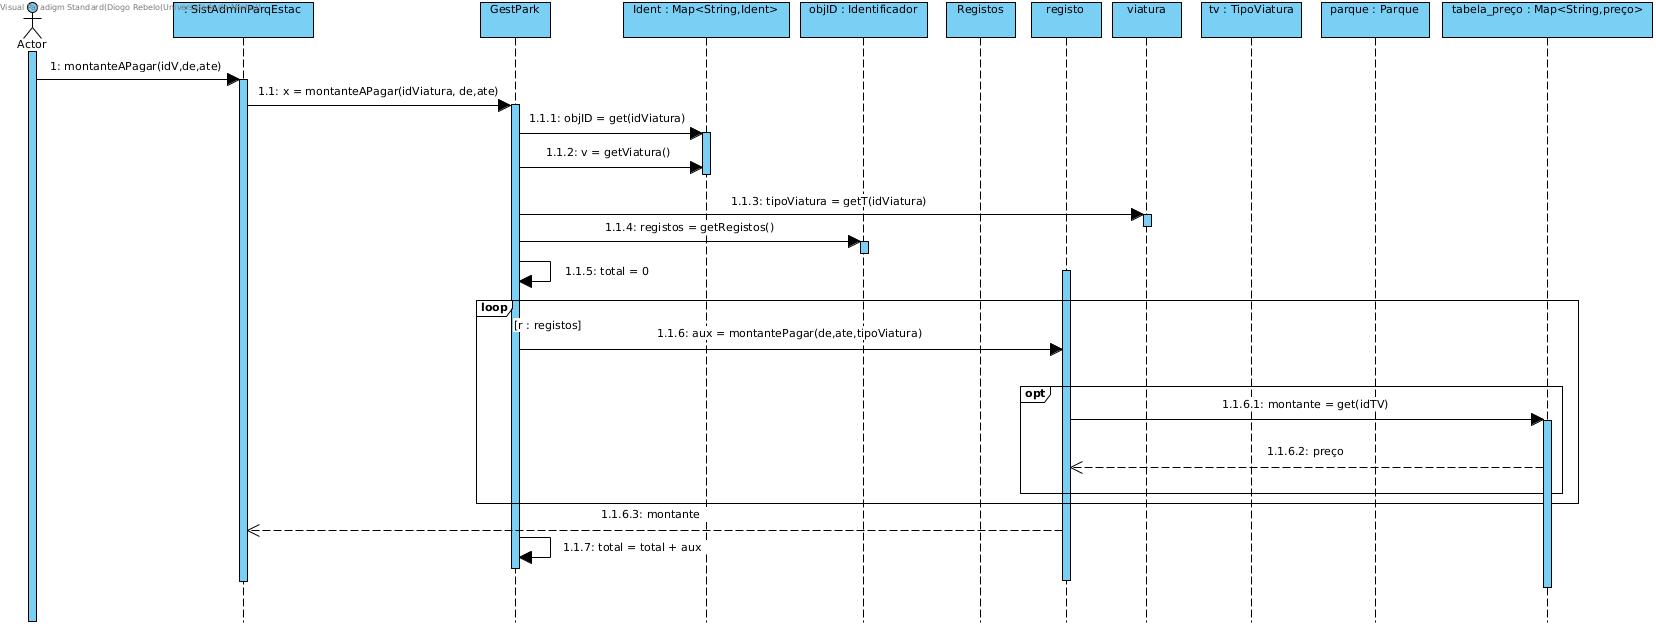 Visual Paradigm Standard(Diogo Rebelo(Univers
: SistAdminParqEstac
GestPark
Ident : Map<String,Ident>
objID : Identificador
Registos
registo
viatura
tv : TipoViatura
parque : Parque
tabela_preço : Map<String,preço>
Actor
1: montanteAPagar(idV,de,ate)
1.1: x = montanteAPagar(idViatura, de,ate)
1.1.1: objID = get(idViatura)
1.1.2: v = getViatura()
1.1.3: tipoViatura = getT(idViatura)
1.1.4: registos = getRegistos()
1.1.5: total = 0
loop
[r : registos]
1.1.6: aux = montantePagar(de,ate,tipoViatura)
opt
1.1.6.1: montante = get(idTV)
1.1.6.2: preço
1.1.6.3: montante
1.1.7: total = total + aux